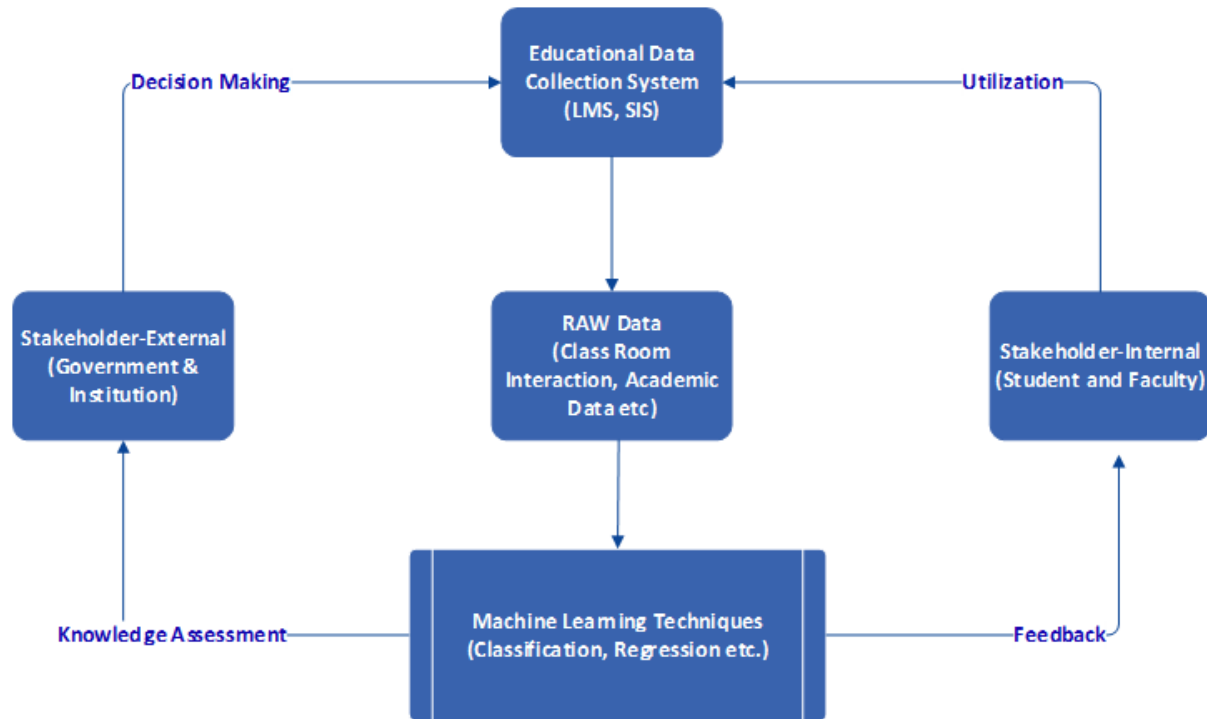 Educational Data
Collection System
(LMS, SIS)
Decision Making
Utilization
Stakeholder-External
(Government &
Institution)
RAW Data
(Class Room
Interaction, Academic
Data etc)
Stakeholder-Internal
(Student and Faculty)
Machine Learning Techniques
(Classification, Regression etc.)
Knowledge Assessment
Feedback